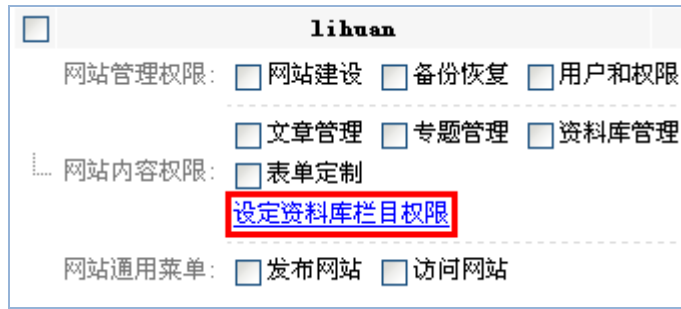 lihuan
网站管理权限: 网站建设 备份恢复 用户和权限
文章管理 专题管理 资料库管理
网站内容权限: 表单定制
设定资料库栏目权限
网站通用菜单: 发布网站 访问网站